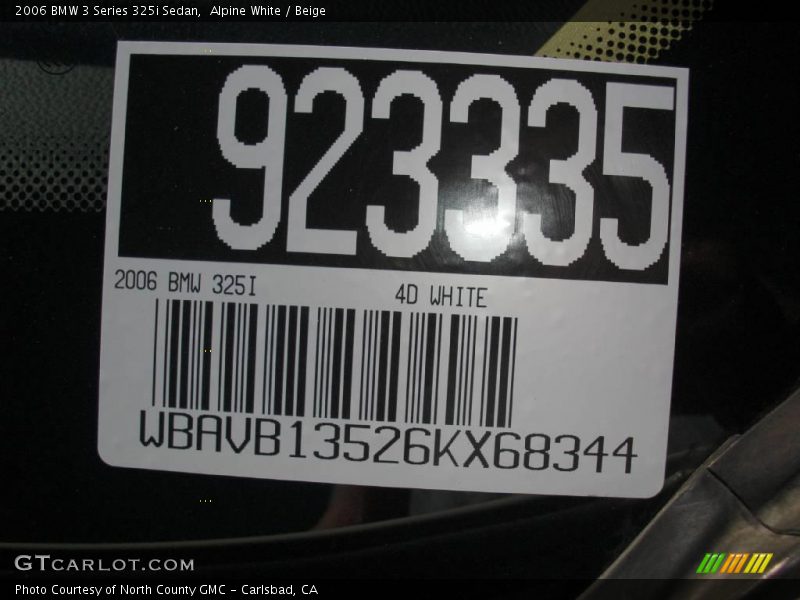 2006 BMW 3 Series 325i Sedan,  Alpine White / Beige
923335
2006 BMW 325I 4D WHITE
WBAVB13526KX68344
GTCARLOT.COM
Photo Courtesy of North County GMC - Carlsbad, CA